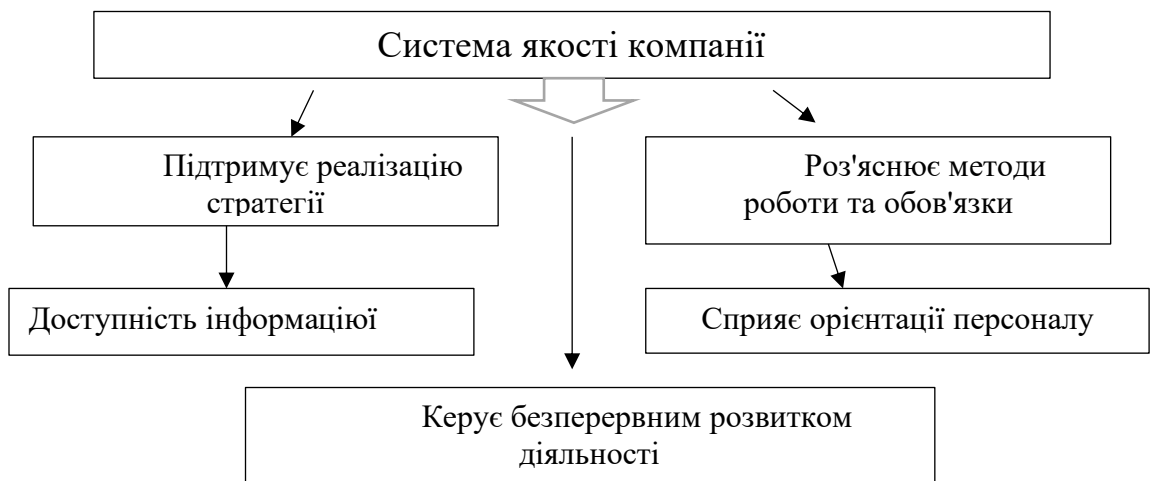 Система якості компанії
Підтримує реалізацію
стратегії
Роз'яснює методи
роботи та обов'язки
Доступність інформаціюї
Сприяє орієнтації персоналу
Керує безперервним розвитком
діяльності